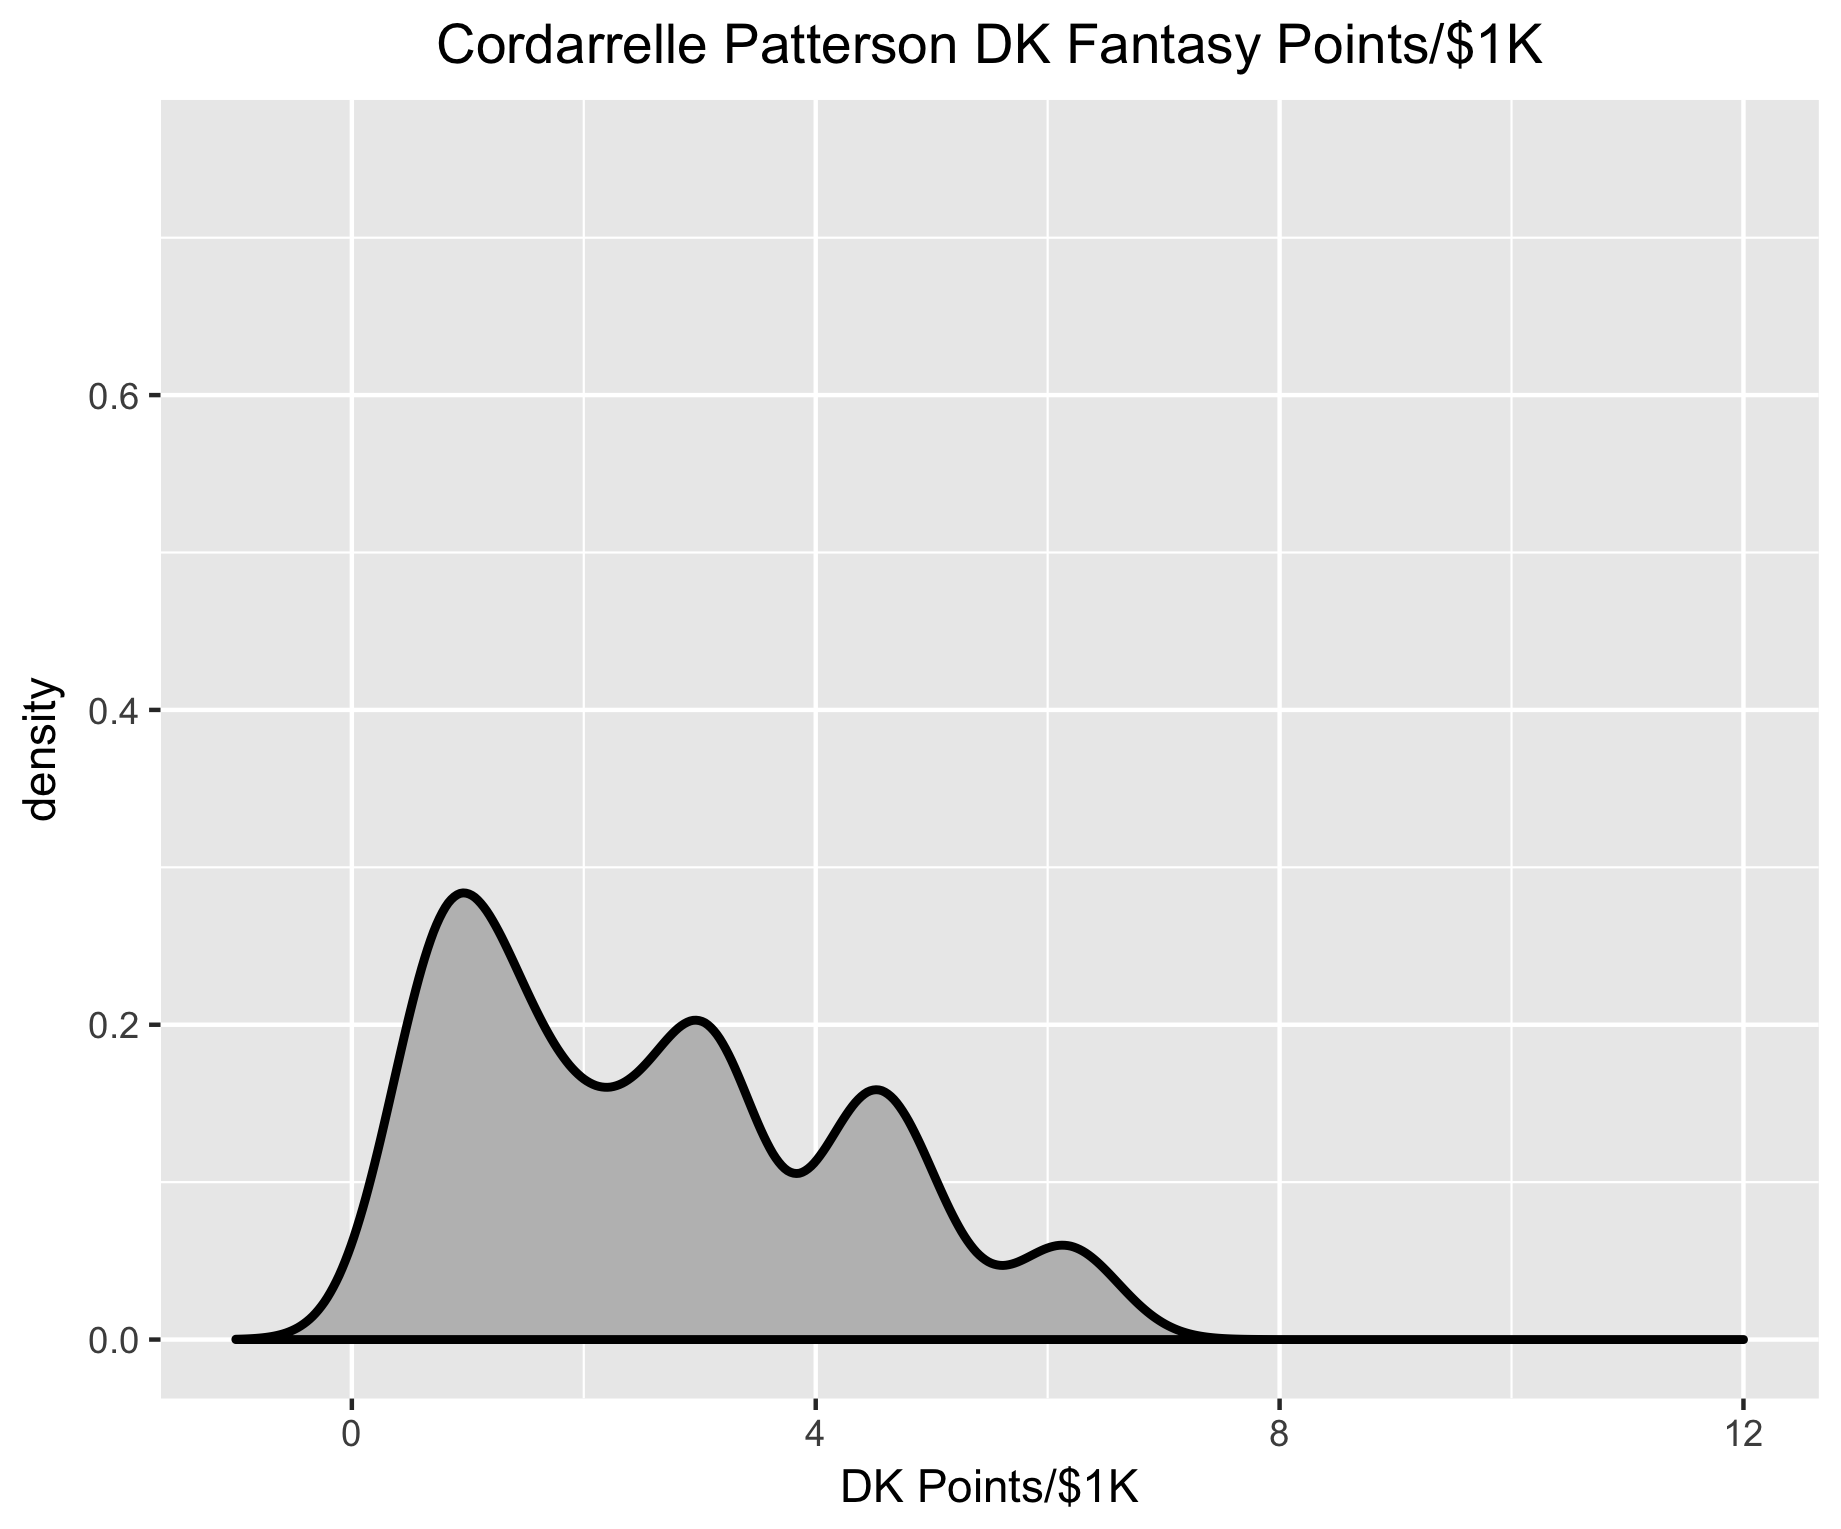 Cordarrelle Patterson DK Fantasy Points/$1K
density
0.6
0.4
0.2
0.0
0 4 8 12
DK Points/$1K